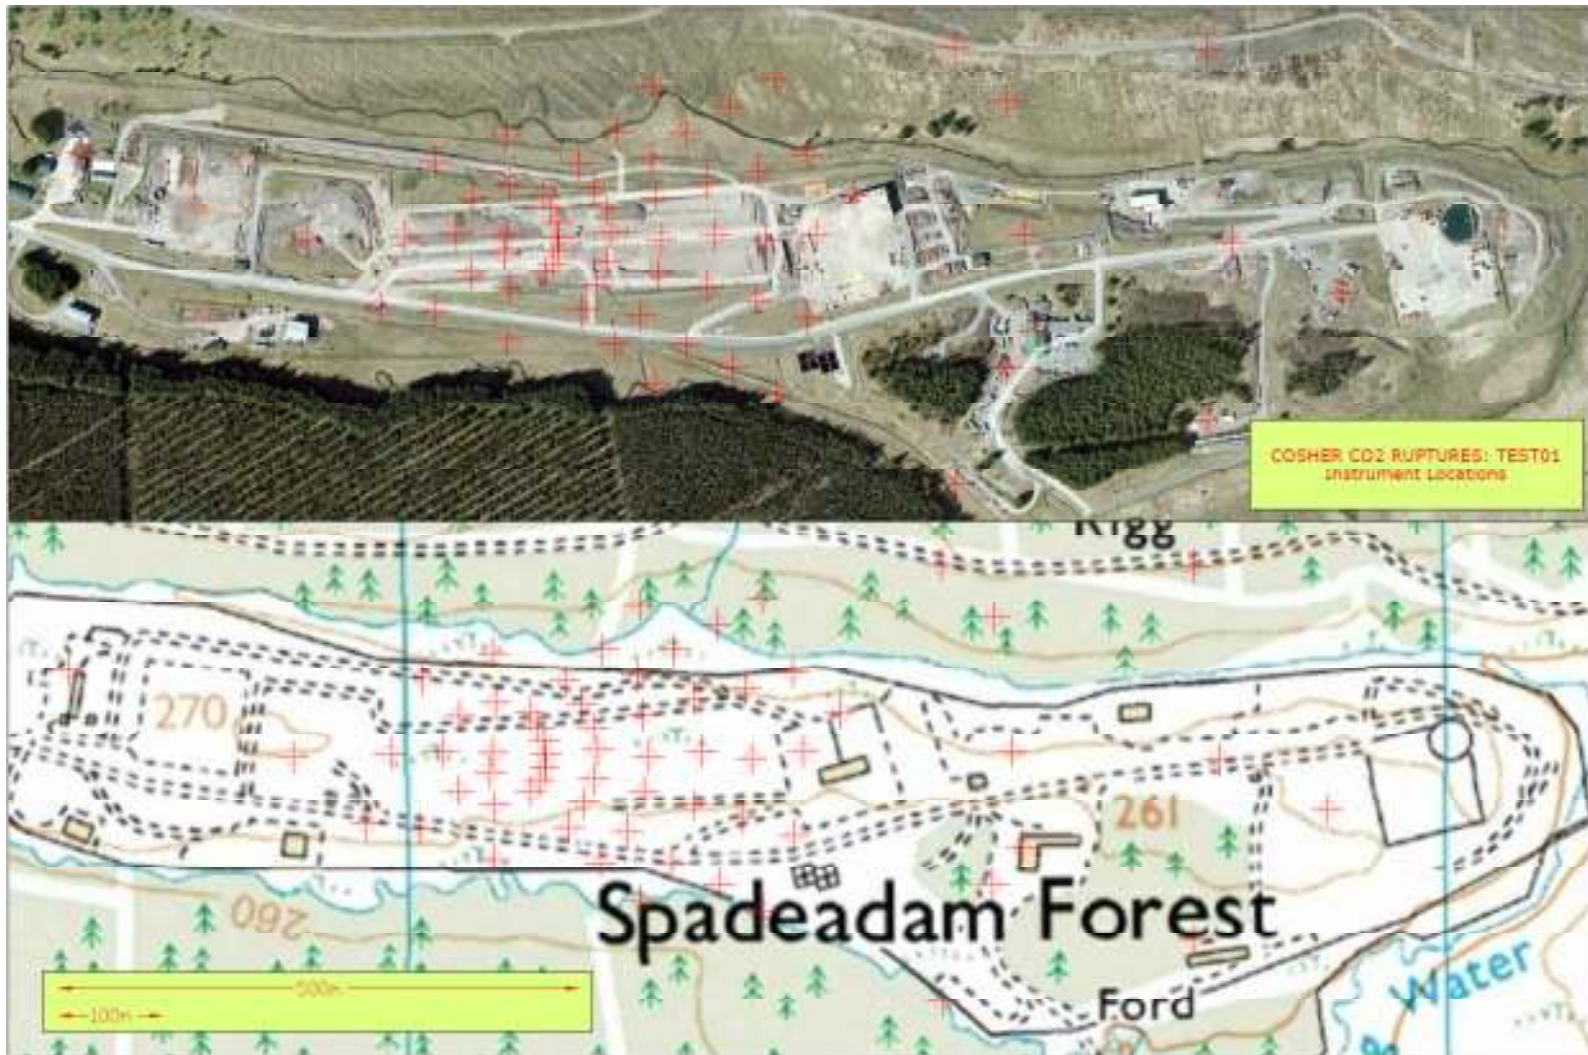 COSHER CO2 RUPTURES: TEST01
Instrument Locations
Rigg
270
261
Spadeadam Forest
260
500m
100m
Ford
Water